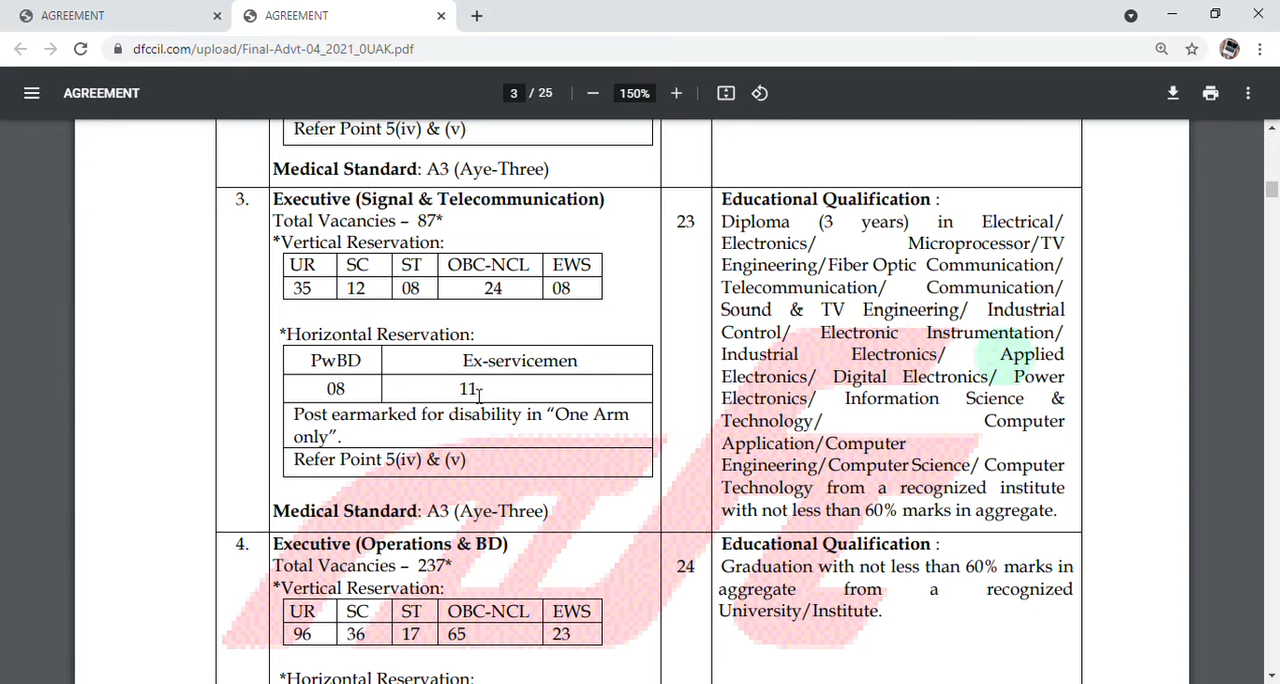 AGREEMENT
AGREEMENT
dfccil.com/upload/Final-Advt-04_2021_0UAK.pdf
AGREEMENT
3 / 25
150%
Refer Point 5(iv) & (v)
Medical Standard: A3 (Aye-Three)
3.
Executive (Signal & Telecommunication)
Total Vacancies – 87*
*Vertical Reservation:
UR SC ST OBC-NCL EWS
35 12 08 24 08
*Horizontal Reservation:
PwBD Ex-servicemen
08 11
Post earmarked for disability in “One Arm
only”.
Refer Point 5(iv) & (v)
Medical Standard: A3 (Aye-Three)
23
Educational Qualification :
Diploma (3 years) in Electrical/
Electronics/ Microprocessor/TV
Engineering/Fiber Optic Communication/
Telecommunication/ Communication/
Sound & TV Engineering/ Industrial
Control/ Electronic Instrumentation/
Industrial Electronics/ Applied
Electronics/ Digital Electronics/ Power
Electronics/ Information Science &
Technology/ Computer
Application/Computer
Engineering/Computer Science/ Computer
Technology from a recognized institute
with not less than 60% marks in aggregate.
4.
Executive (Operations & BD)
Total Vacancies – 237*
*Vertical Reservation:
UR SC ST OBC-NCL EWS
96 36 17 65 23
*Horizontal Reservation:
24
Educational Qualification :
Graduation with not less than 60% marks in
aggregate from a recognized
University/Institute.